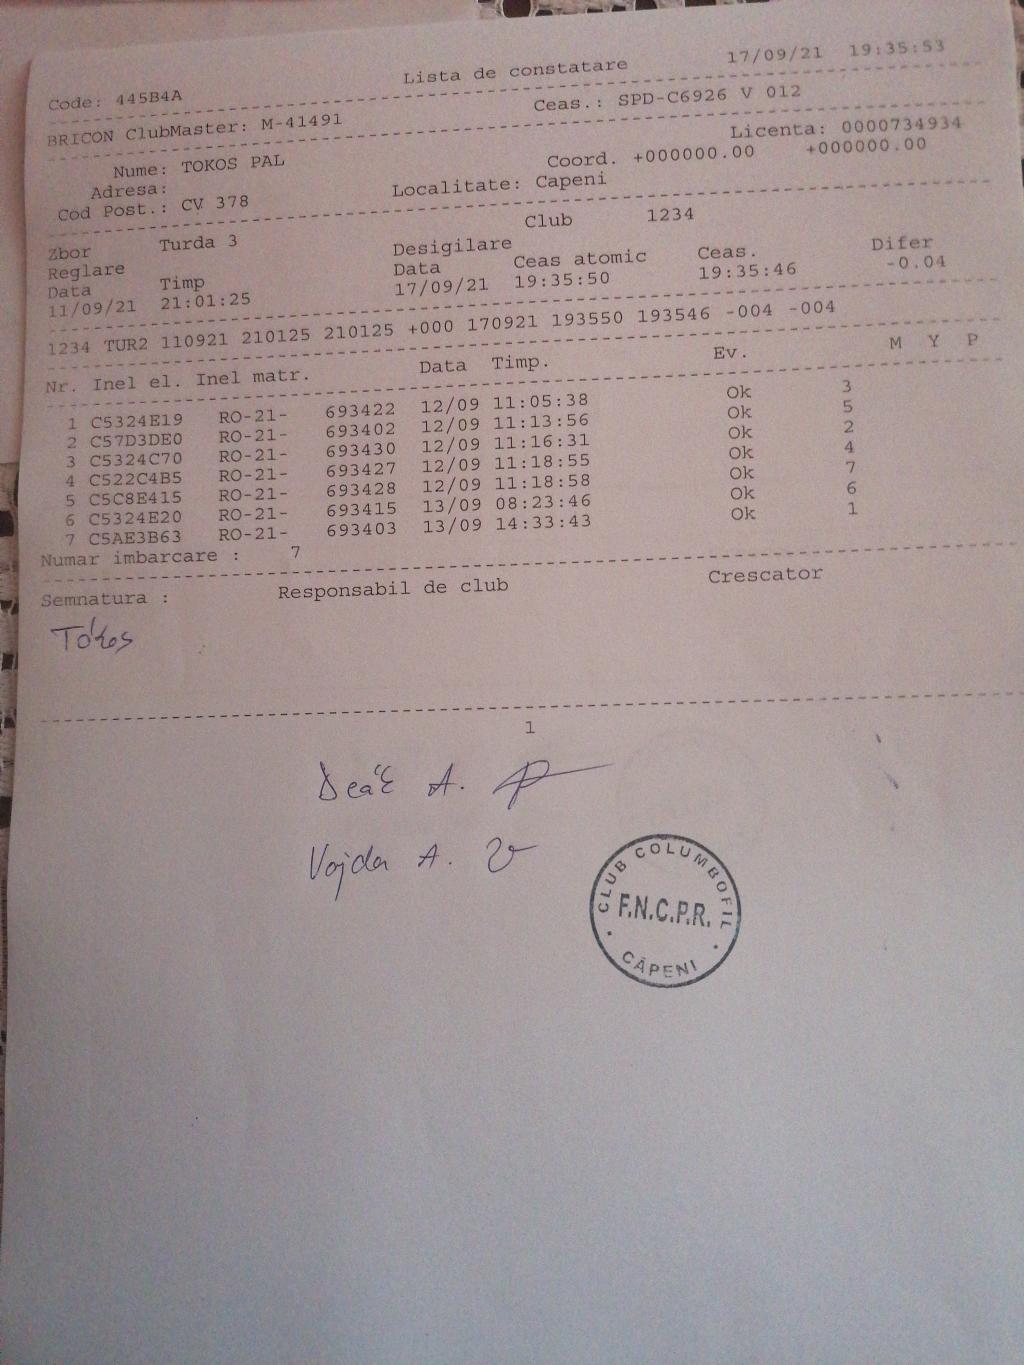 Code: 445B4A Lista de constatare 17/09/21 19:35:53
BRICON ClubMaster: M-41491 Ceas.: SPD-C6926 V 012
Nume: TOKOS PAL Licenta: 0000734934
Adresa: Coord. +000000.00 +000000.00
Cod Post.: CV 378 Localitate: Capeni
Club 1234
Zbor Turda 3
Reglare Desigilare
Data Timp Data Ceas atomic Ceas. Difer
11/09/21 21:01:25 17/09/21 19:35:50 19:35:46 -0.04
1234 TUR2 110921 210125 210125 +000 170921 193550 193546 -004 -004
Nr. Inel el. Inel matr. Data Timp. Ev. M Y P
1 C5324E19 RO-21- 693422 12/09 11:05:38 Ok 3
2 C57D3DE0 RO-21- 693402 12/09 11:13:56 Ok 5
3 C5324C70 RO-21- 693430 12/09 11:16:31 Ok 2
4 C522C4B5 RO-21- 693427 12/09 11:18:55 Ok 4
5 C5C8E415 RO-21- 693428 12/09 11:18:58 Ok 7
6 C5324E20 RO-21- 693415 13/09 08:23:46 Ok 6
7 C5AE3B63 RO-21- 693403 13/09 14:33:43 Ok 1
Numar imbarcare : 7
Semnatura : Responsabil de club Crescator
Tókos
1
Deák A.
Vojda A.
CLUB COLUMBOFIL
F.N.C.P.R.
CĂPENI